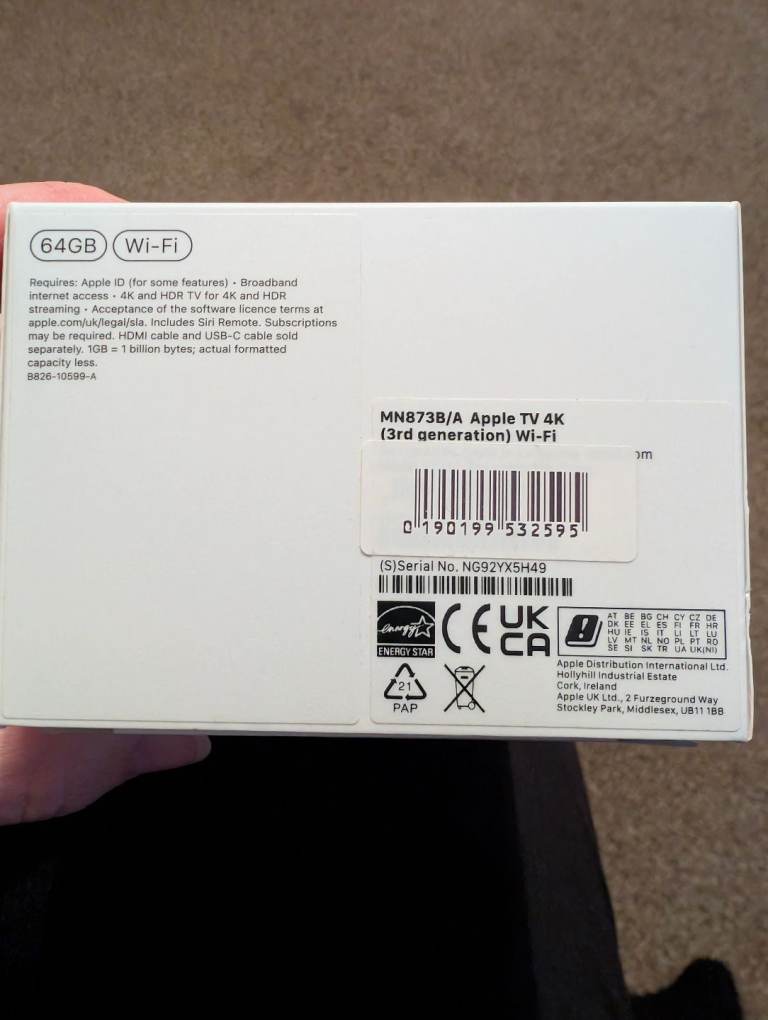 64GB Wi-Fi
Requires: Apple ID (for some features) • Broadband
internet access • 4K and HDR TV for 4K and HDR
streaming • Acceptance of the software licence terms at
apple.com/uk/legal/sla. Includes Siri Remote. Subscriptions
may be required. HDMI cable and USB-C cable sold
separately. 1GB = 1 billion bytes; actual formatted
capacity less.
B826-10599-A
MN873B/A Apple TV 4K
(3rd generation) Wi-Fi
om
0 190199 532595
(S)Serial No. NG92YX5H49
energy
ENERGY STAR
CE
UK
CA
AT BE BG CH CY CZ DE
DK EE EL ES FI FR HR
HU IE IS IT LI LT LU
LV MT NL NO PL PT RO
SE SI SK TR UA UK(NI)
21
PAP
Apple Distribution International Ltd.
Hollyhill Industrial Estate
Cork, Ireland
Apple UK Ltd., 2 Furzeground Way
Stockley Park, Middlesex, UB11 1BB